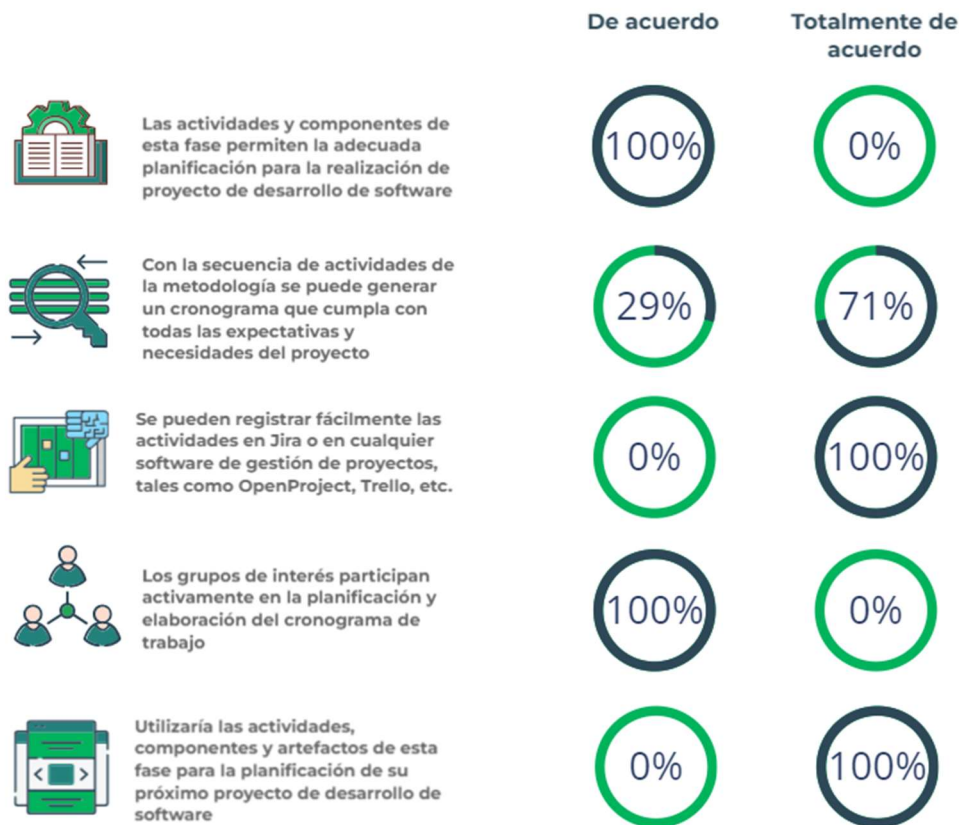 De acuerdo
Totalmente de
acuerdo
Las actividades y componentes de
esta fase permiten la adecuada
planificación para la realización de
proyecto de desarrollo de software
100%
0%
Con la secuencia de actividades de
la metodología se puede generar
un cronograma que cumpla con
todas las expectativas y
necesidades del proyecto
29%
71%
Se pueden registrar fácilmente las
actividades en Jira o en cualquier
software de gestión de proyectos,
tales como OpenProject, Trello, etc.
0%
100%
Los grupos de interés participan
activamente en la planificación y
elaboración del cronograma de
trabajo
100%
0%
Utilizaría las actividades,
componentes y artefactos de esta
fase para la planificación de su
próximo proyecto de desarrollo de
software
0%
100%